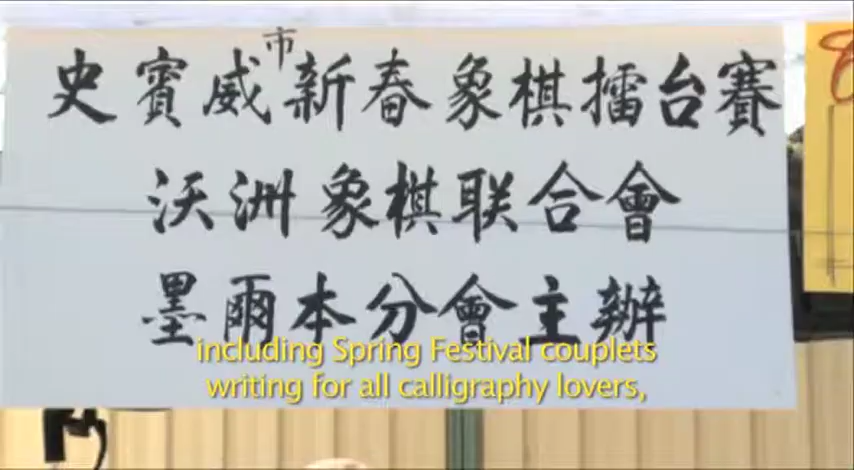 史賓威市新春象棋擂台賽
沃洲象棋联合會
墨爾本分會主辦
including Spring Festival couplets
writing for all calligraphy lovers,